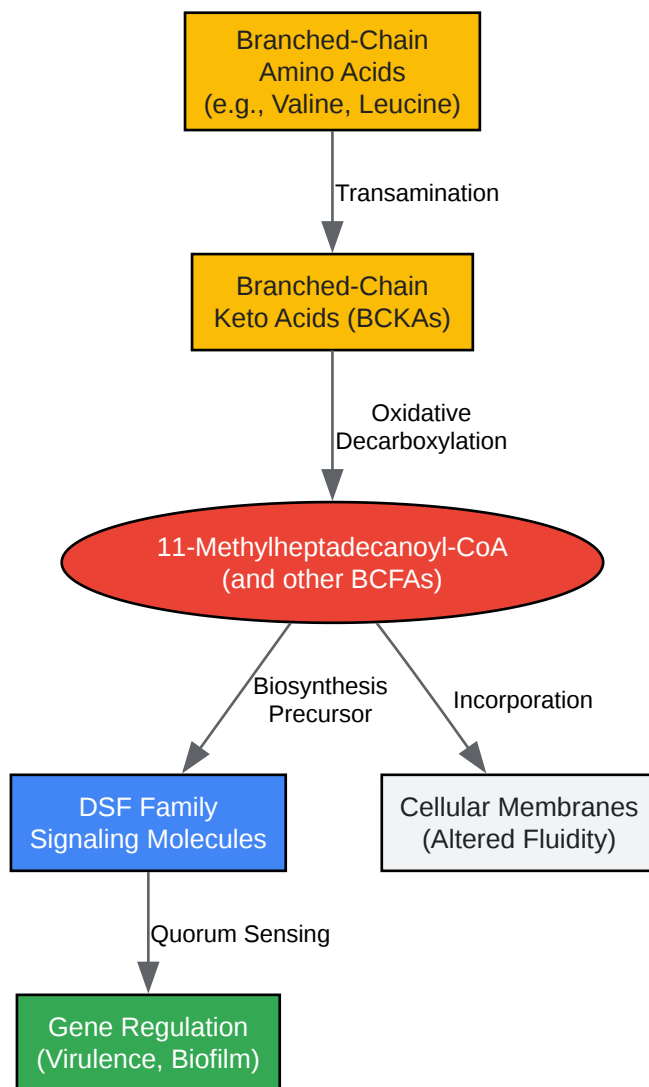 Branched-Chain
Amino Acids
(e.g., Valine, Leucine)
Transamination
Branched-Chain
Keto Acids (BCKAs)
Oxidative
Decarboxylation
11-Methylheptadecanoyl-CoA
(and other BCFAs)
Biosynthesis
Precursor
Incorporation
DSF Family
Signaling Molecules
Cellular Membranes
(Altered Fluidity)
Quorum Sensing
Gene Regulation
(Virulence, Biofilm)